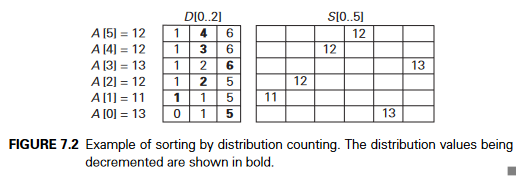 D[0..2] S[0..5]
A [5] = 12 1 4 6 12
A [4] = 12 1 3 6 12
A [3] = 13 1 2 6 13
A [2] = 12 1 2 5 12
A [1] = 11 1 1 5 11
A [0] = 13 0 1 5 13
FIGURE 7.2 Example of sorting by distribution counting. The distribution values being
decremented are shown in bold.